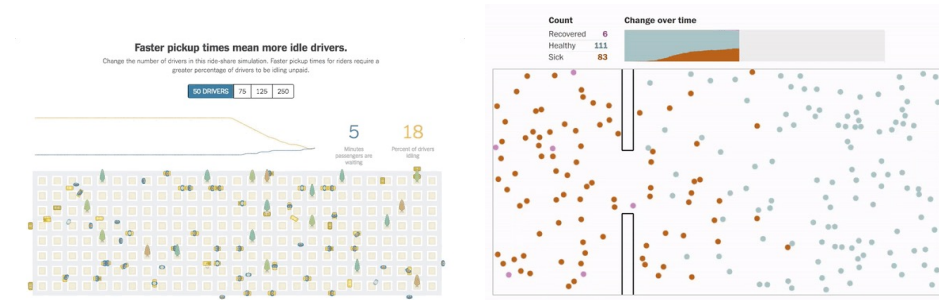 Faster pickup times mean more idle drivers.
Change the number of drivers in this ride-share simulation. Faster pickup times for riders require a
greater percentage of drivers to be idling unpaid.
50 DRIVERS 75 125 250
5
Minutes
passengers are
waiting
18
Percent of drivers
idling
Count
Recovered 6
Healthy 111
Sick 83
Change over time